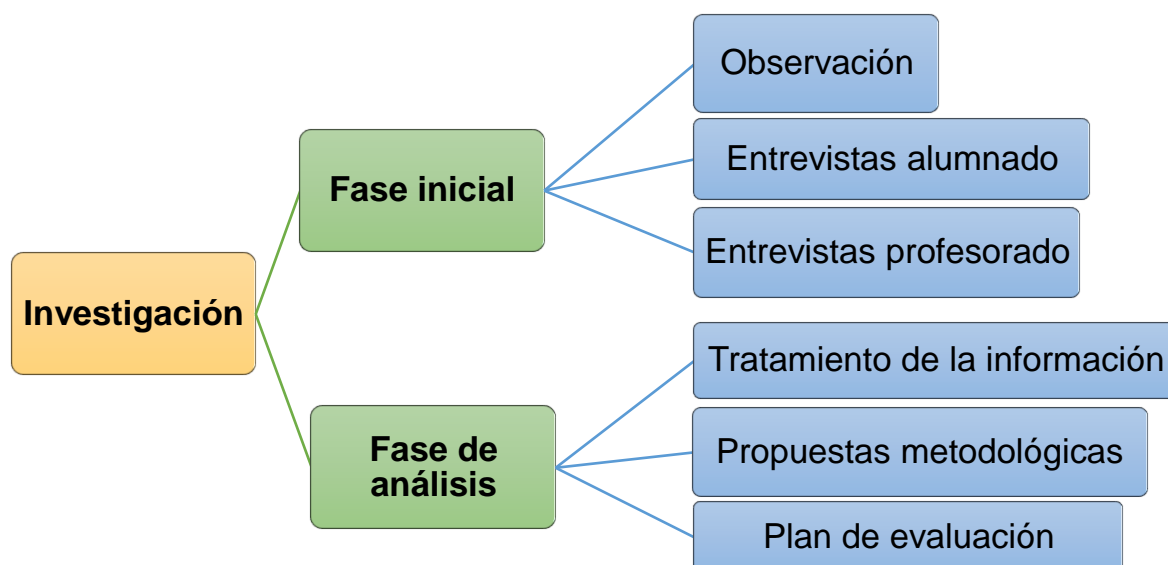 Investigación
Fase inicial
Observación
Entrevistas alumnado
Entrevistas profesorado
Fase de
análisis
Tratamiento de la información
Propuestas metodológicas
Plan de evaluación